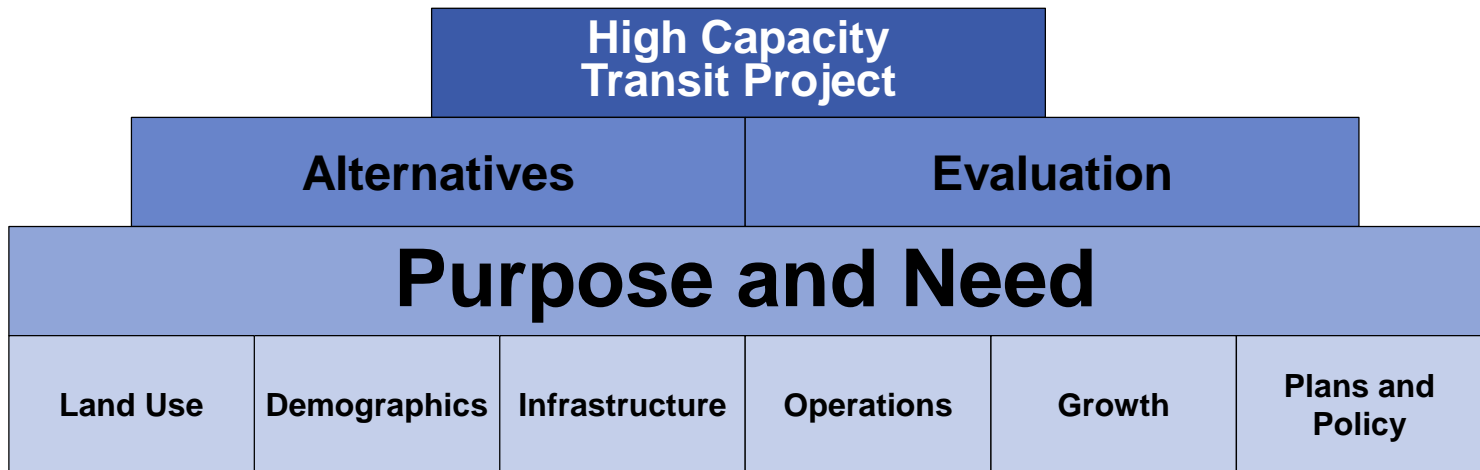 High Capacity
Transit Project
Alternatives
Evaluation
Purpose and Need
Land Use
Demographics
Infrastructure
Operations
Growth
Plans and
Policy